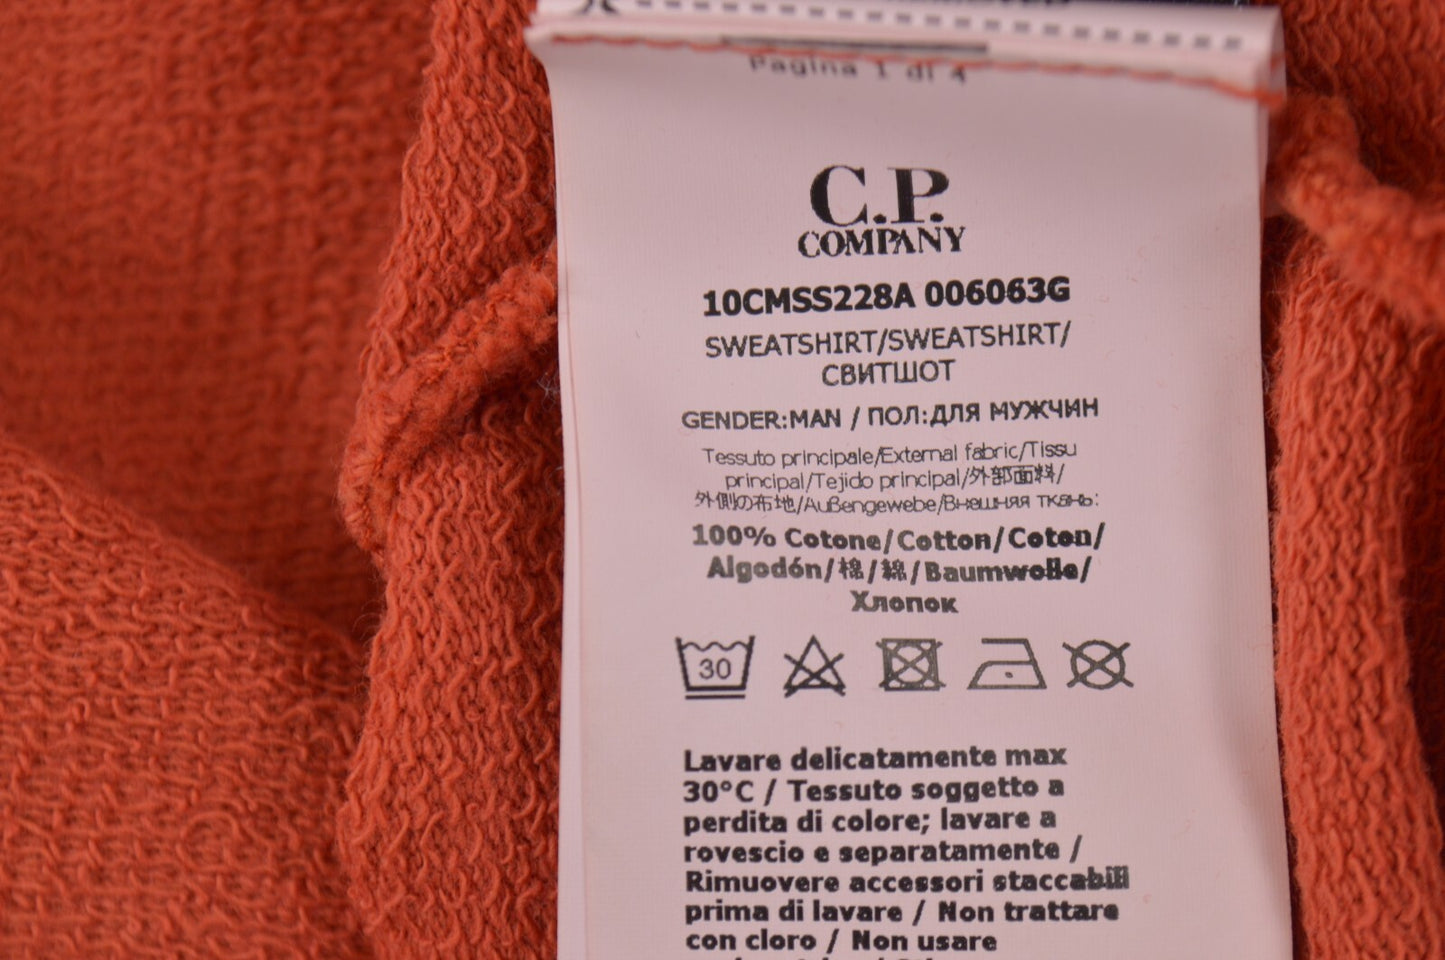 Pagina 1 di 4
C.P.
COMPANY
10CMSS228A 006063G
SWEATSHIRT/SWEATSHIRT/
СВИТШОТ
GENDER:MAN / ПОЛ:ДЛЯ МУЖЧИН
Tessuto principale/External fabric/Tissu
principal/Tejido principal/外部面料/
外側の布地/Außengewebe/Внешняя ткань:
100% Cotone/Cotton/Coton/
Algodón/棉/綿/Baumwolle/
Хлопок
30
Lavare delicatamente max
30°C / Tessuto soggetto a
perdita di colore; lavare a
rovescio e separatamente /
Rimuovere accessori staccabili
prima di lavare / Non trattare
con cloro / Non usare